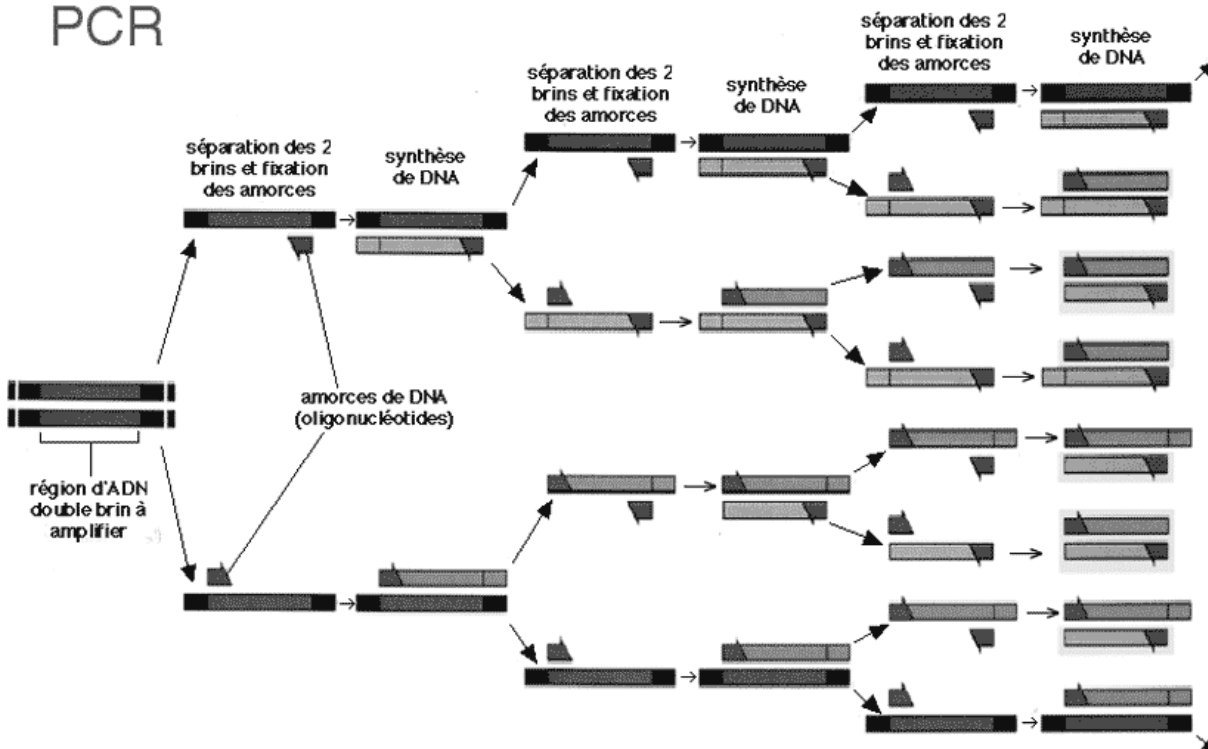 PCR
séparation des 2
brins et fixation
des amorces
synthèse
de DNA
séparation des 2
brins et fixation
des amorces
synthèse
de DNA
séparation des 2
brins et fixation
des amorces
synthèse
de DNA
amorces de DNA
(oligonucléotides)
région d'ADN
double brin à
amplifier